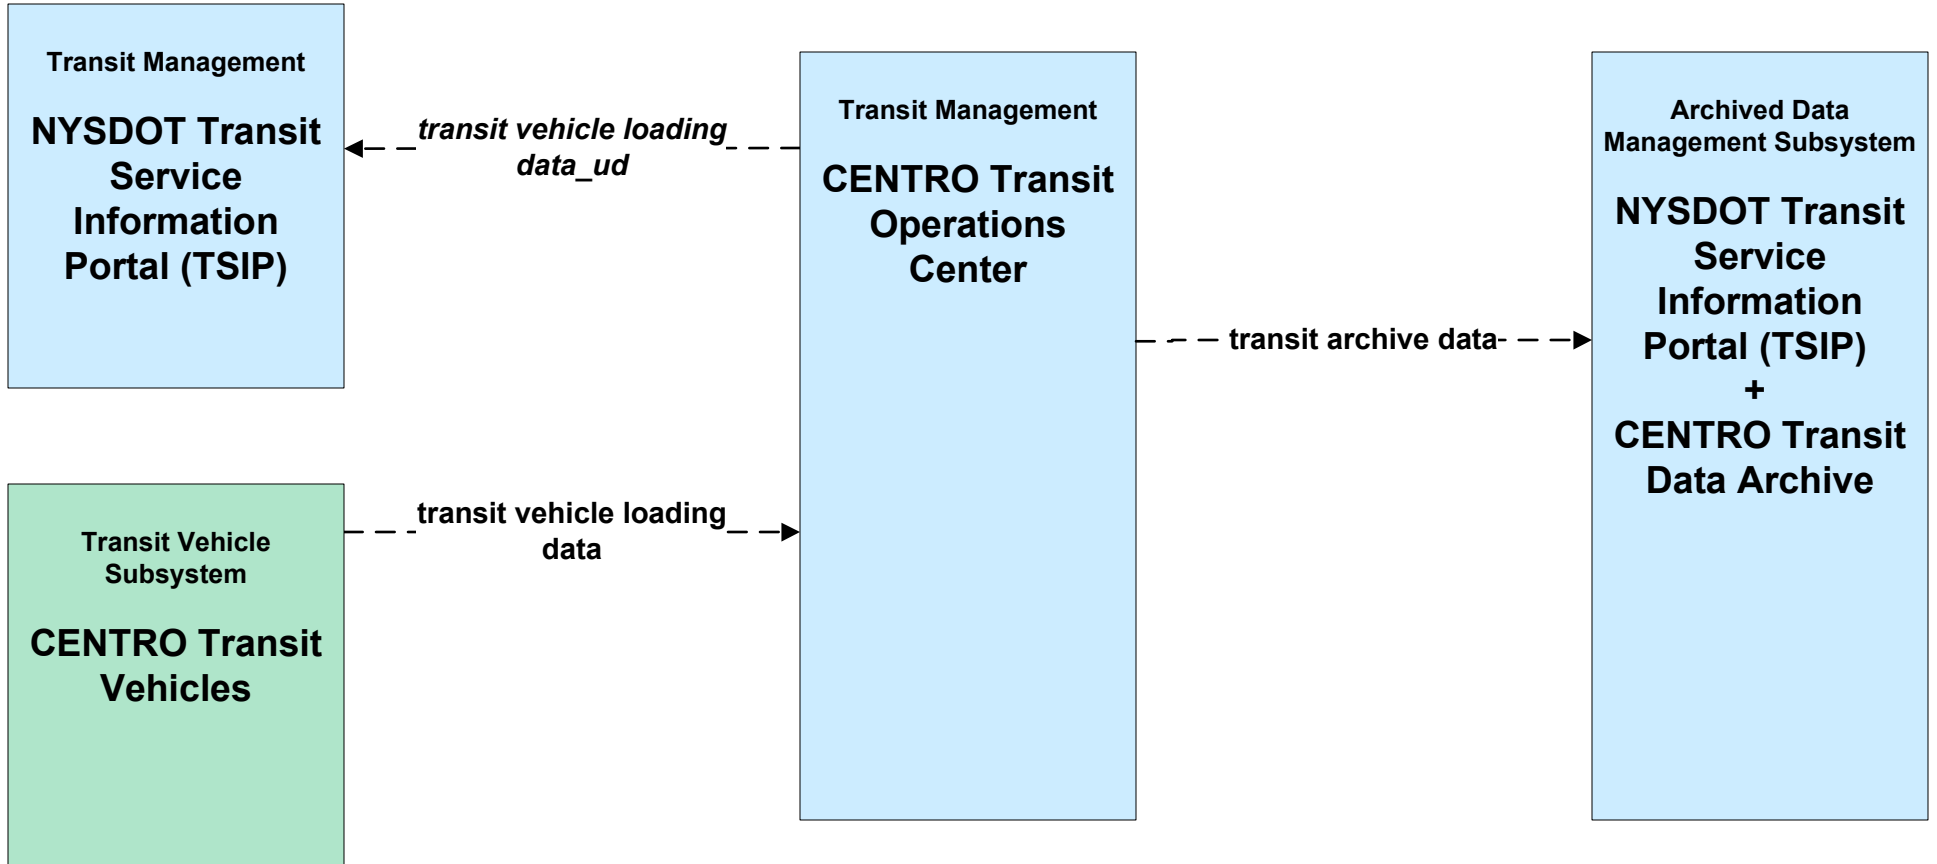 Transit Management
NYSDOT Transit
Service
Information
Portal (TSIP)
transit vehicle loading
data_ud
Transit Management
CENTRO Transit
Operations
Center
Archived Data
Management Subsystem
NYSDOT Transit
Service
Information
Portal (TSIP)
+
CENTRO Transit
Data Archive
transit archive data
Transit Vehicle
Subsystem
CENTRO Transit
Vehicles
transit vehicle loading
data